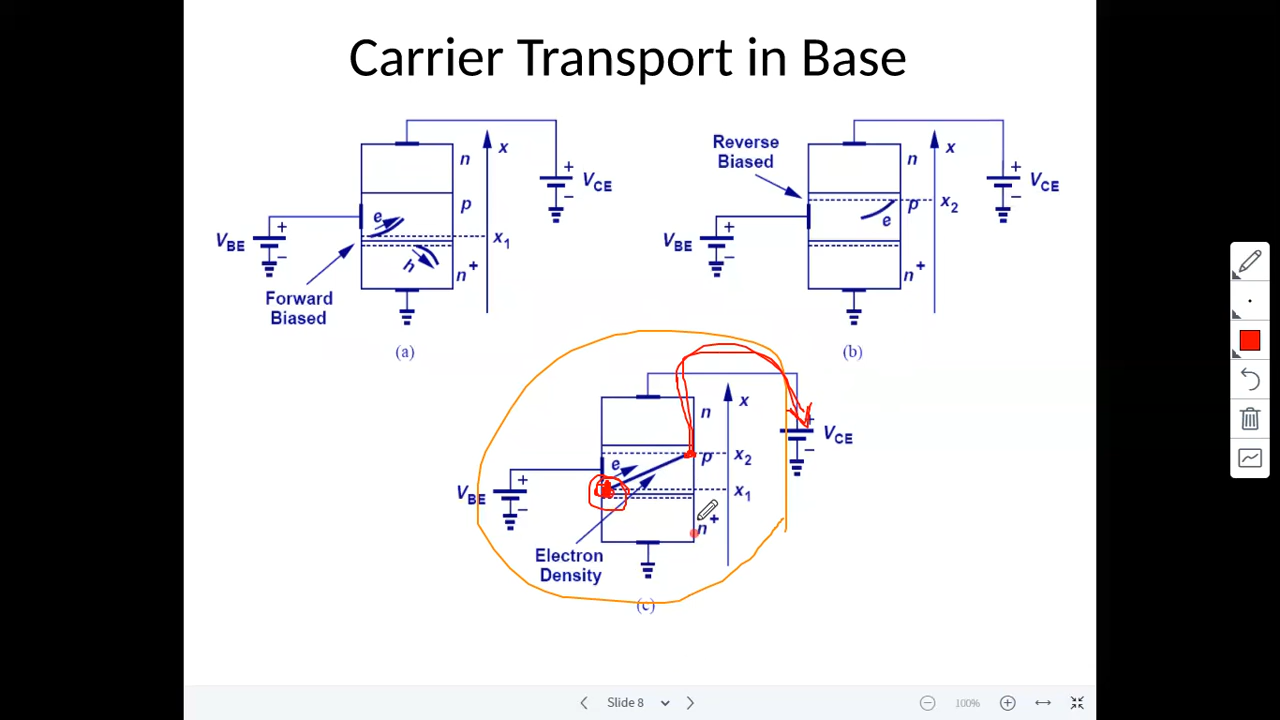 Carrier Transport in Base
n
x
+
VCE
−
p
e
x1
VBE
+
−
h
n+
Forward
Biased
(a)
Reverse
Biased
n
x
+
VCE
−
p
x2
e
VBE
+
−
n+
(b)
n
x
+
VCE
−
p
x2
e
x1
VBE
+
−
n+
Electron
Density
(c)
Slide 8
100%